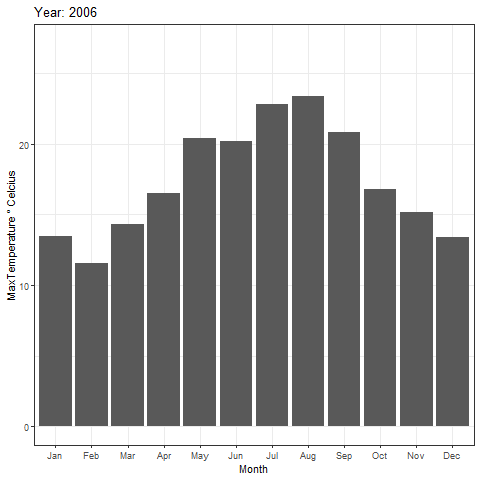 Year: 2006
MaxTemperature ° Celcius
20
10
0
Jan Feb Mar Apr May Jun Jul Aug Sep Oct Nov Dec
Month